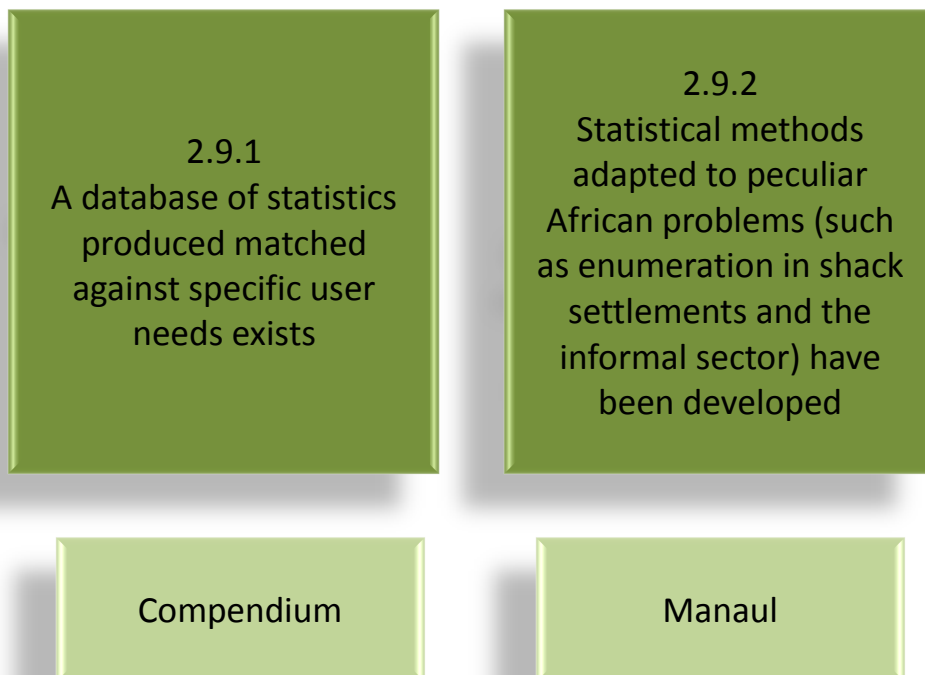 2.9.1
A database of statistics
produced matched
against specific user
needs exists
2.9.2
Statistical methods
adapted to peculiar
African problems (such
as enumeration in shack
settlements and the
informal sector) have
been developed
Compendium
Manaul